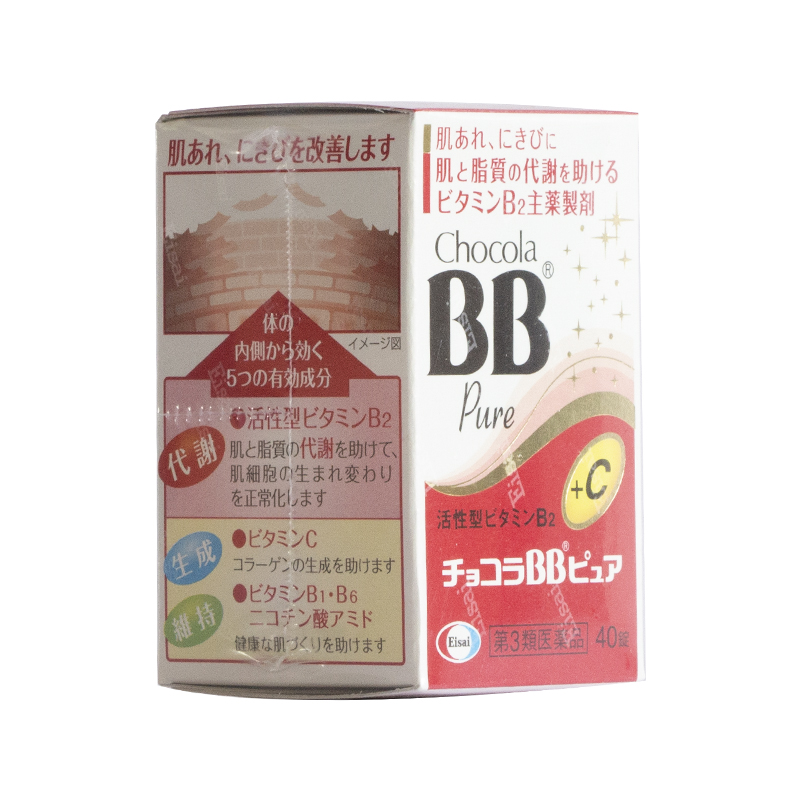 肌あれ、にきびを改善します
イメージ図
体の
内側から効く
5つの有効成分
代謝
●活性型ビタミンB2
肌と脂質の代謝を助けて、
肌細胞の生まれ変わり
を正常化します
生成
●ビタミンC
コラーゲンの生成を助けます
維持
●ビタミンB1・B6
ニコチン酸アミド
健康な肌づくりを助けます
肌あれ、にきびに
肌と脂質の代謝を助ける
ビタミンB2主薬製剤
Chocola
BB®
Pure
+C
活性型ビタミンB2
チョコラBB®ピュア
Eisai
第3類医薬品
40錠
Eisai
Eisai
Eisai
Eisai
Eisai